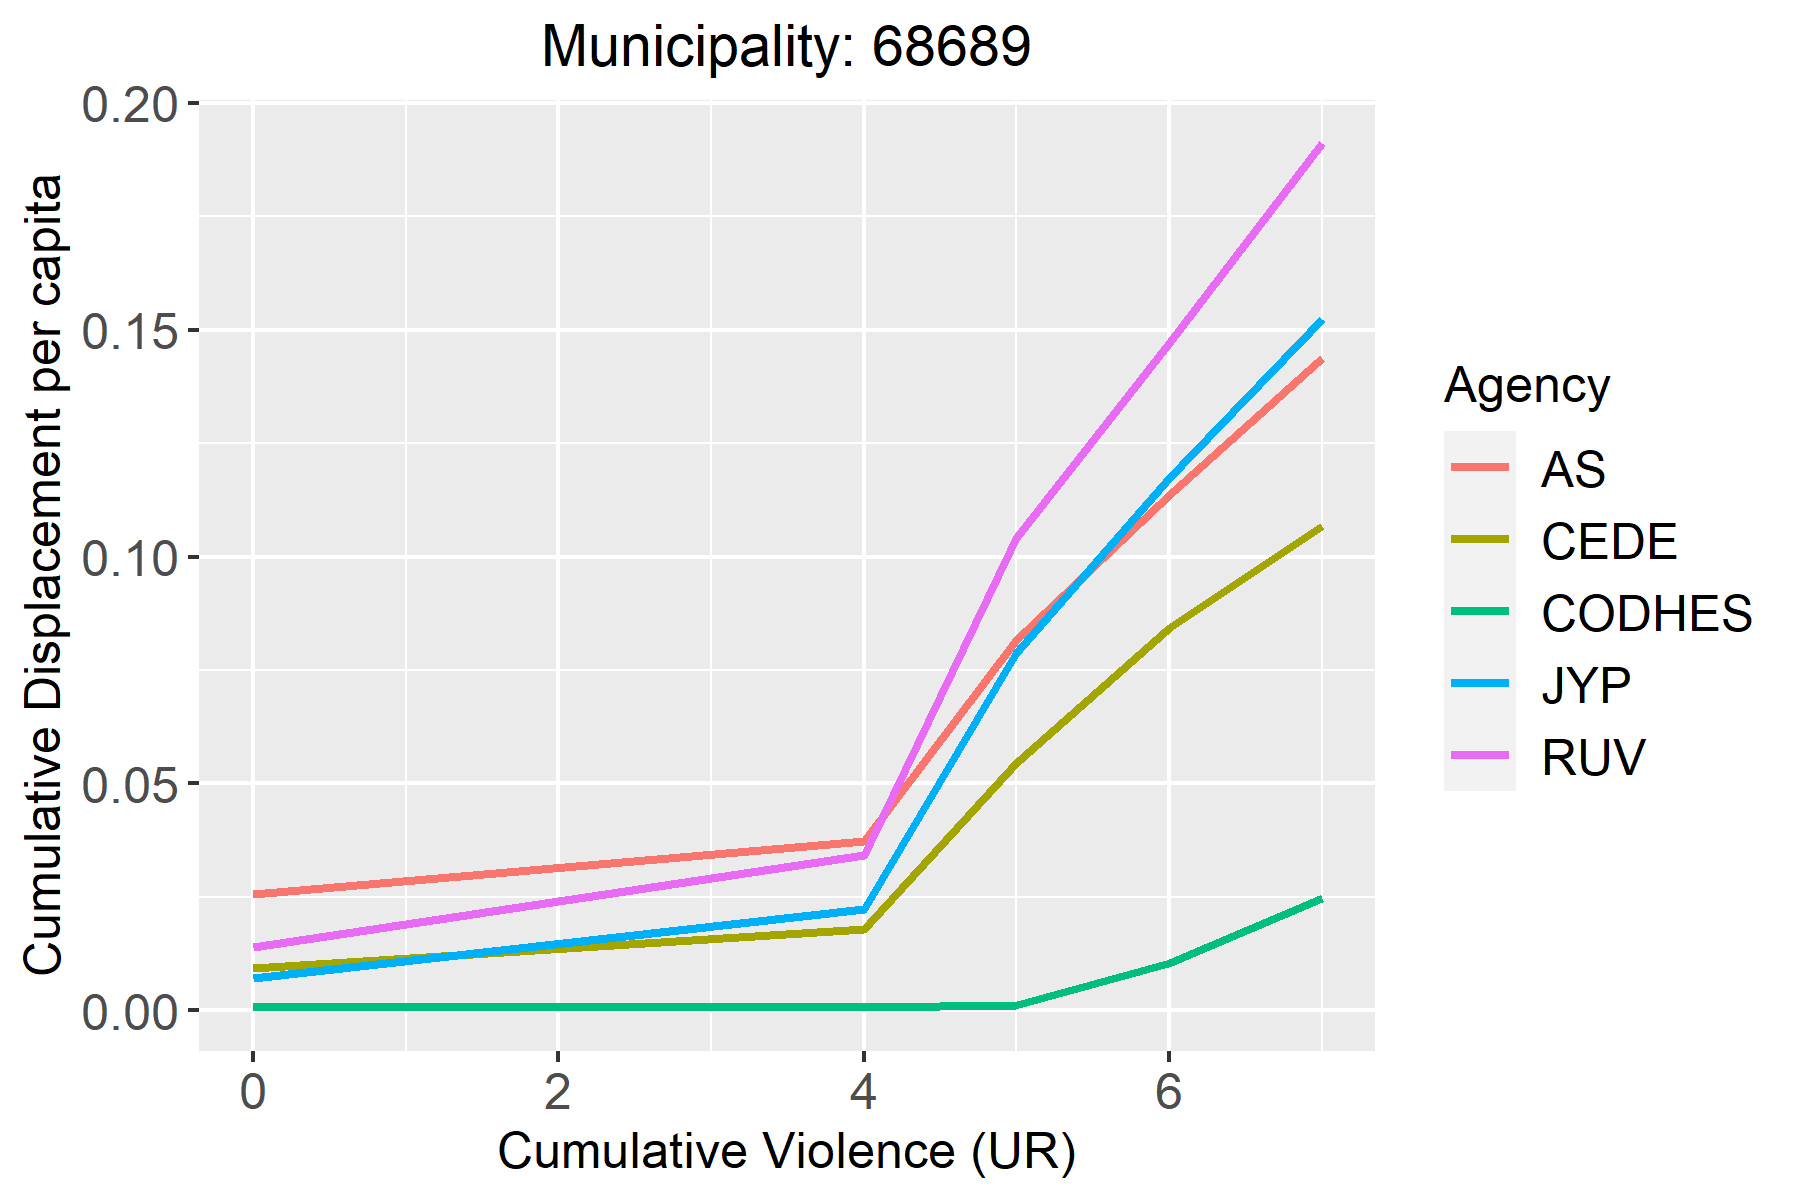 Municipality: 68689
Cumulative Displacement per capita
0.20
0.15
0.10
0.05
0.00
0 2 4 6
Cumulative Violence (UR)
Agency
AS
CEDE
CODHES
JYP
RUV